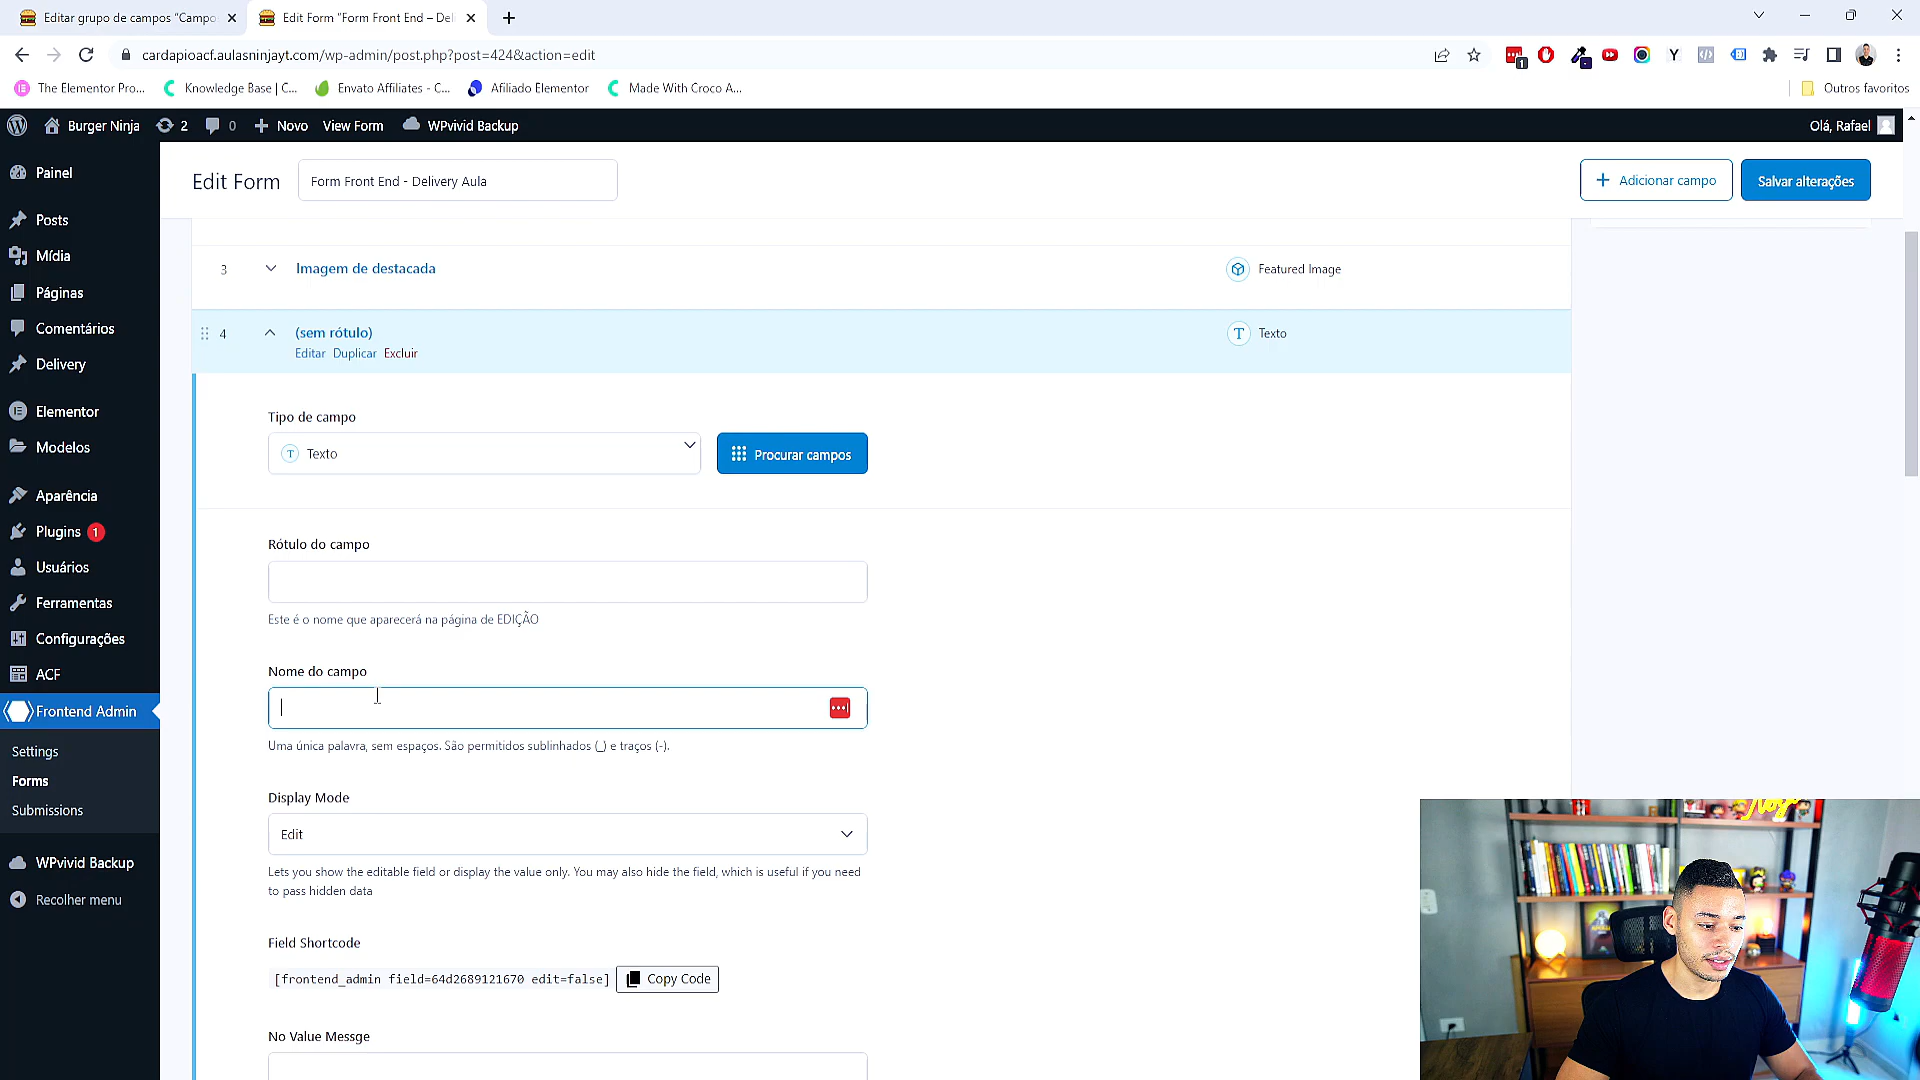 Editar grupo de campos "Campo
Edit Form "Form Front End – Del
cardapioacf.aulasninjayt.com/wp-admin/post.php?post=424&action=edit
1
Y
The Elementor Pro...
Knowledge Base | C...
Envato Affiliates - C...
Afiliado Elementor
Made With Croco A...
Outros favoritos
Burger Ninja
2
0
Novo
View Form
WPvivid Backup
Olá, Rafael
Painel
Posts
Mídia
Páginas
Comentários
Delivery
Elementor
Modelos
Aparência
Plugins 1
Usuários
Ferramentas
Configurações
ACF
Frontend Admin
Settings
Forms
Submissions
WPvivid Backup
Recolher menu
Edit Form
Form Front End - Delivery Aula
+ Adicionar campo
Salvar alterações
3
Imagem de destacada
Featured Image
4
(sem rótulo)
T Texto
Editar Duplicar Excluir
Tipo de campo
T Texto
Procurar campos
Rótulo do campo
Este é o nome que aparecerá na página de EDIÇÃO
Nome do campo
Uma única palavra, sem espaços. São permitidos sublinhados (_) e traços (-).
Display Mode
Edit
Lets you show the editable field or display the value only. You may also hide the field, which is useful if you need
to pass hidden data
Field Shortcode
[frontend_admin field=64d2689121670 edit=false]
Copy Code
No Value Messge